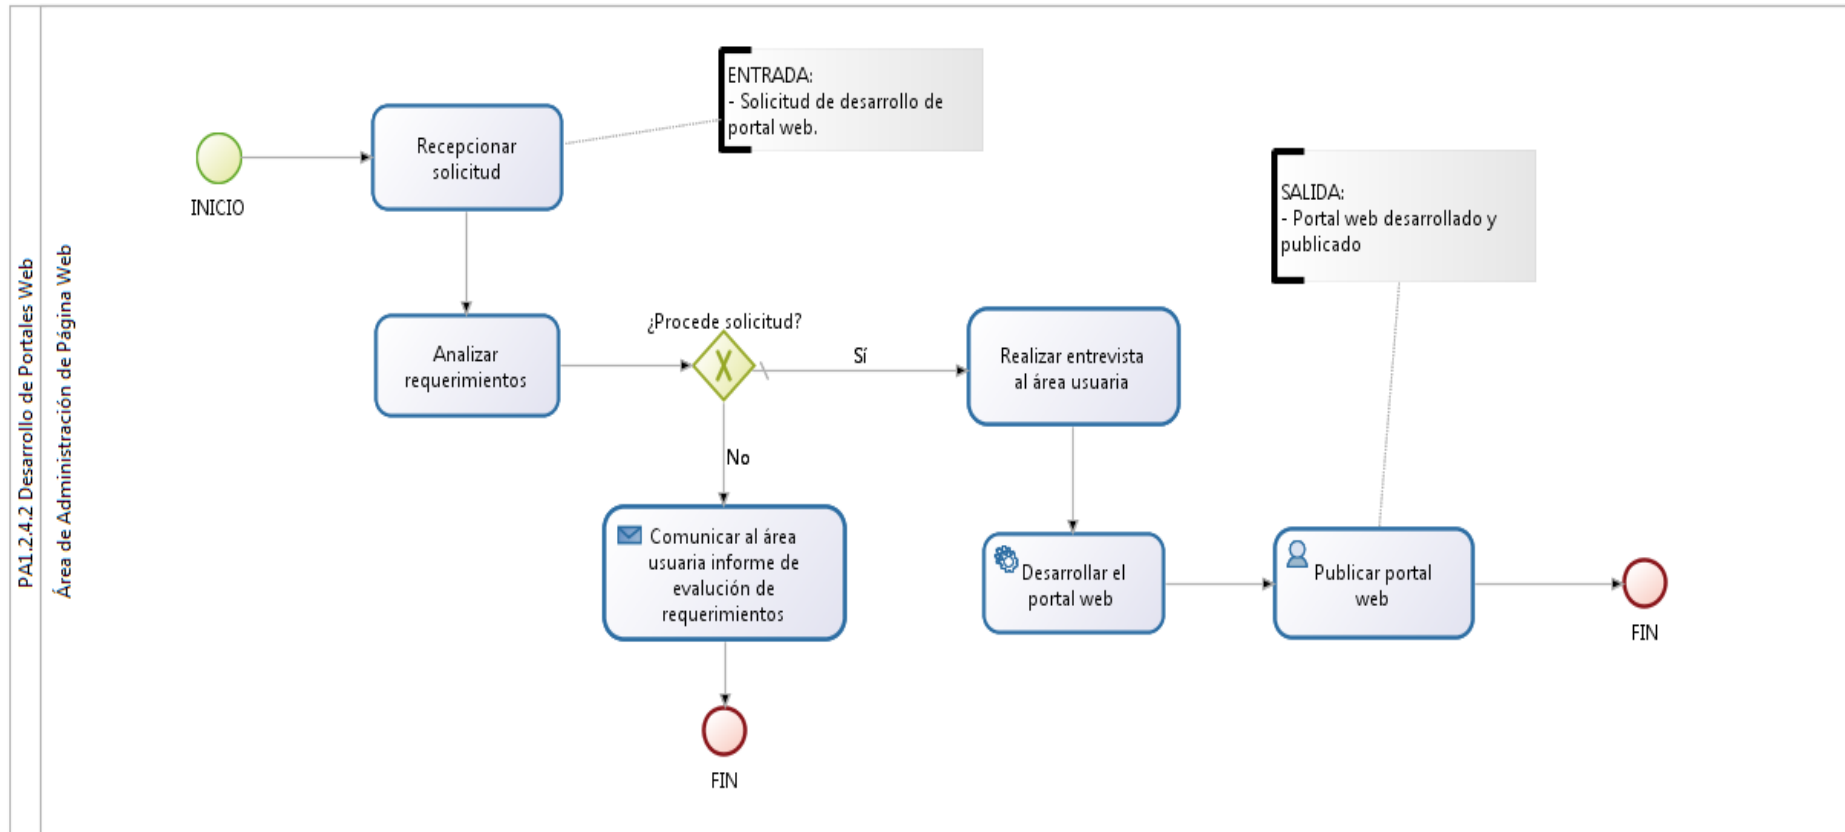 PA1.2.4.2 Desarrollo de Portales Web
Área de Administración de Página Web
INICIO
Recepcionar
solicitud
ENTRADA:
- Solicitud de desarrollo de
portal web.
SALIDA:
- Portal web desarrollado y
publicado
Analizar
requerimientos
¿Procede solicitud?
Sí
No
Realizar entrevista
al área usuaria
Comunicar al área
usuaria informe de
evalución de
requerimientos
FIN
Desarrollar el
portal web
Publicar portal
web
FIN